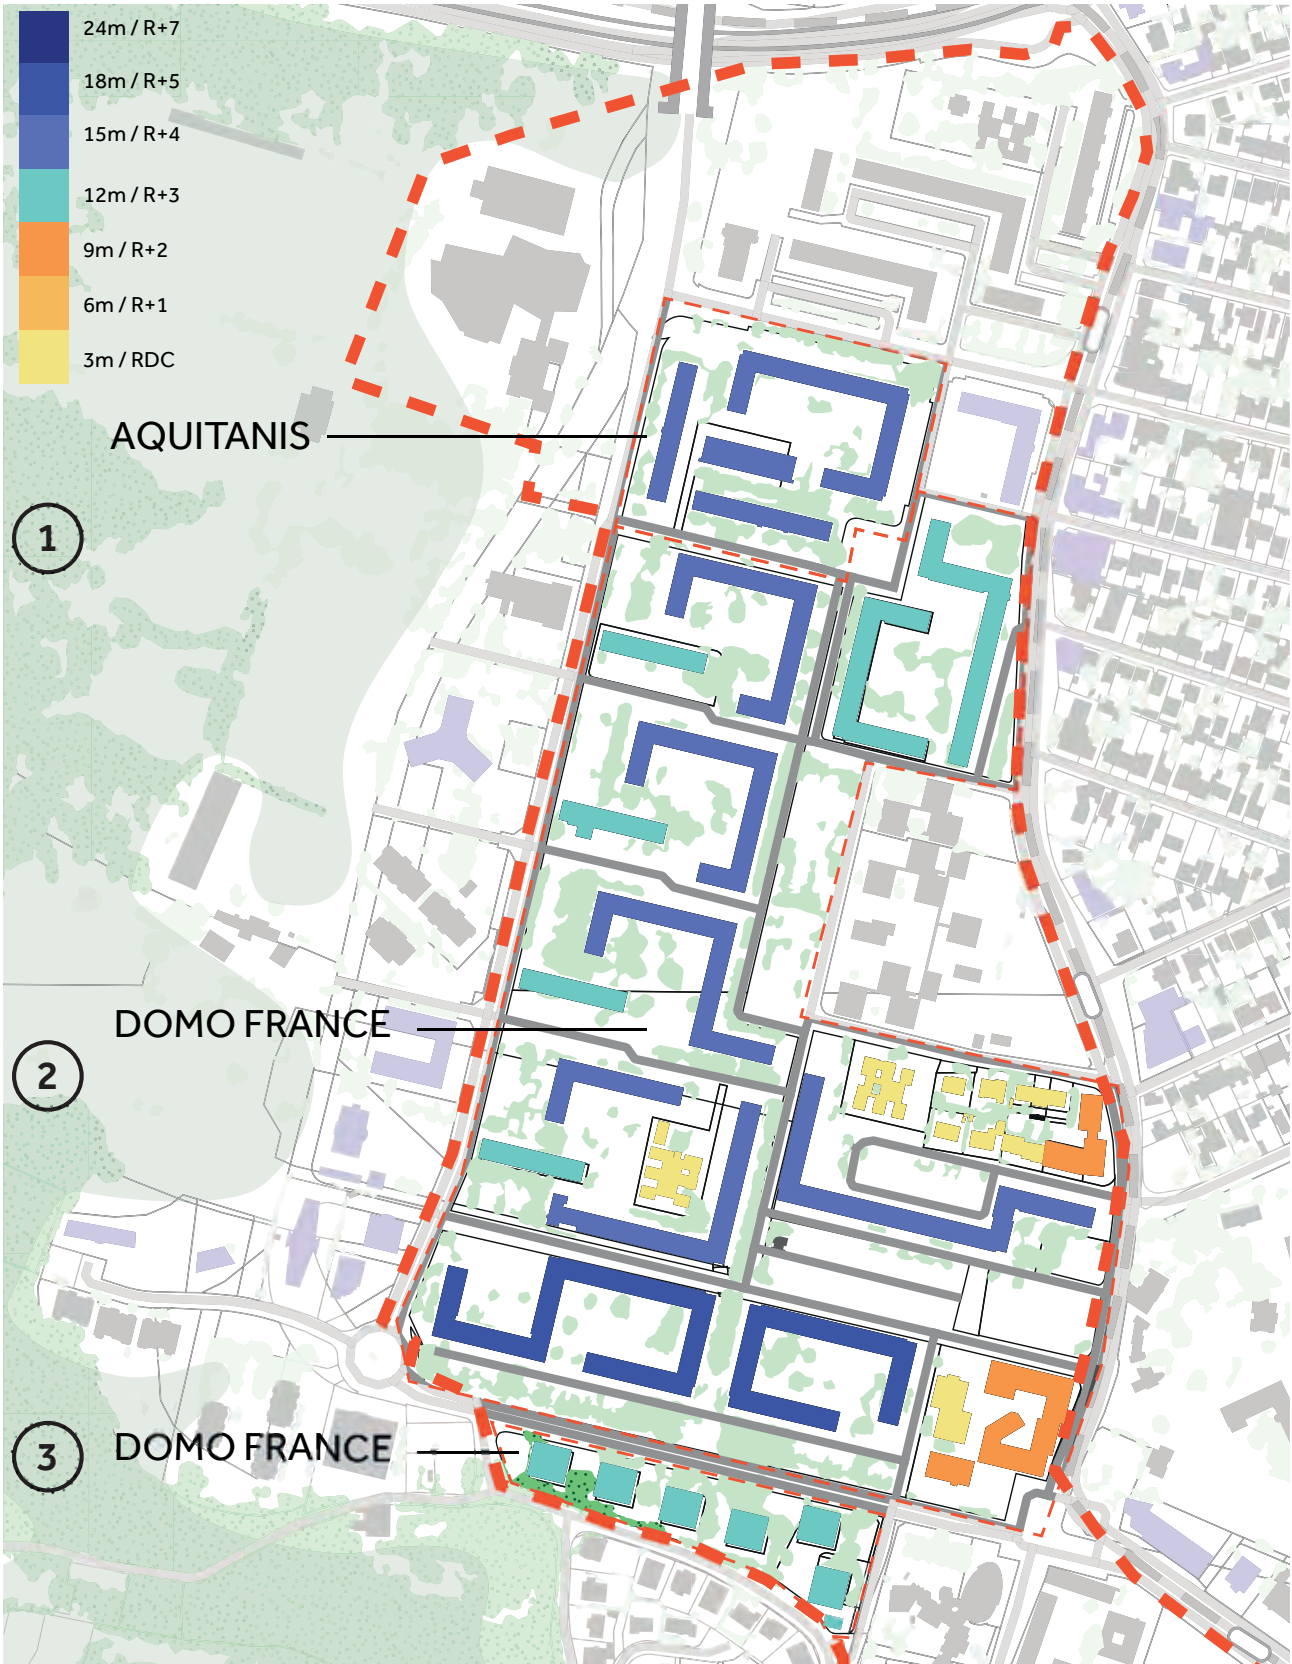 24m / R+7
18m / R+5
15m / R+4
12m / R+3
9m / R+2
6m / R+1
3m / RDC
AQUITANIS
1
DOMO FRANCE
2
DOMO FRANCE
3